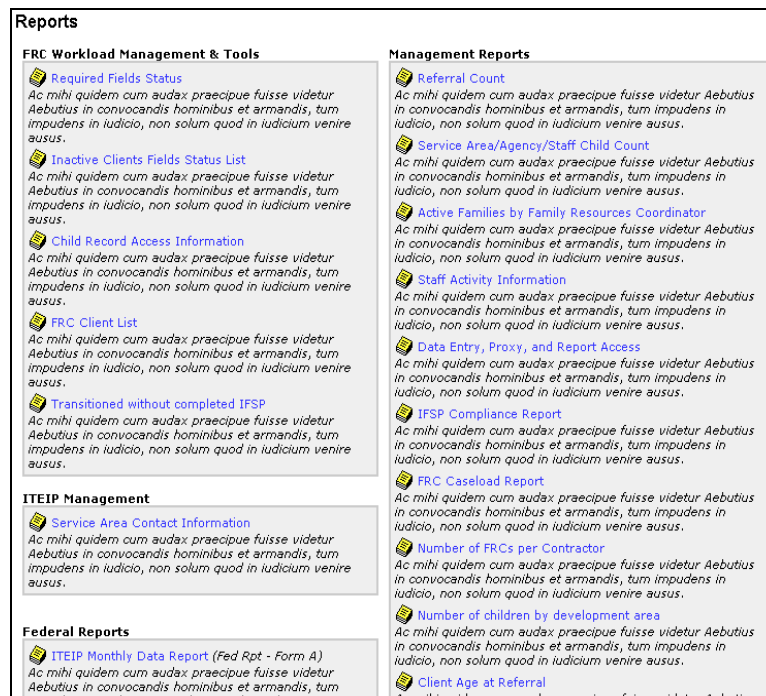 Reports
FRC Workload Management & Tools
Required Fields Status
Ac mihi quidem cum audax praecipue fuisse videtur
Aebutius in convocandis hominibus et armandis, tum
impudens in iudicio, non solum quod in iudicium venire
ausus.
Inactive Clients Fields Status List
Ac mihi quidem cum audax praecipue fuisse videtur
Aebutius in convocandis hominibus et armandis, tum
impudens in iudicio, non solum quod in iudicium venire
ausus.
Child Record Access Information
Ac mihi quidem cum audax praecipue fuisse videtur
Aebutius in convocandis hominibus et armandis, tum
impudens in iudicio, non solum quod in iudicium venire
ausus.
FRC Client List
Ac mihi quidem cum audax praecipue fuisse videtur
Aebutius in convocandis hominibus et armandis, tum
impudens in iudicio, non solum quod in iudicium venire
ausus.
Transitioned without completed IFSP
Ac mihi quidem cum audax praecipue fuisse videtur
Aebutius in convocandis hominibus et armandis, tum
impudens in iudicio, non solum quod in iudicium venire
ausus.
ITEIP Management
Service Area Contact Information
Ac mihi quidem cum audax praecipue fuisse videtur
Aebutius in convocandis hominibus et armandis, tum
impudens in iudicio, non solum quod in iudicium venire
ausus.
Federal Reports
ITEIP Monthly Data Report (Fed Rpt - Form A)
Ac mihi quidem cum audax praecipue fuisse videtur
Aebutius in convocandis hominibus et armandis, tum
Management Reports
Referral Count
Ac mihi quidem cum audax praecipue fuisse videtur Aebutius
in convocandis hominibus et armandis, tum impudens in
iudicio, non solum quod in iudicium venire ausus.
Service Area/Agency/Staff Child Count
Ac mihi quidem cum audax praecipue fuisse videtur Aebutius
in convocandis hominibus et armandis, tum impudens in
iudicio, non solum quod in iudicium venire ausus.
Active Families by Family Resources Coordinator
Ac mihi quidem cum audax praecipue fuisse videtur Aebutius
in convocandis hominibus et armandis, tum impudens in
iudicio, non solum quod in iudicium venire ausus.
Staff Activity Information
Ac mihi quidem cum audax praecipue fuisse videtur Aebutius
in convocandis hominibus et armandis, tum impudens in
iudicio, non solum quod in iudicium venire ausus.
Data Entry, Proxy, and Report Access
Ac mihi quidem cum audax praecipue fuisse videtur Aebutius
in convocandis hominibus et armandis, tum impudens in
iudicio, non solum quod in iudicium venire ausus.
IFSP Compliance Report
Ac mihi quidem cum audax praecipue fuisse videtur Aebutius
in convocandis hominibus et armandis, tum impudens in
iudicio, non solum quod in iudicium venire ausus.
FRC Caseload Report
Ac mihi quidem cum audax praecipue fuisse videtur Aebutius
in convocandis hominibus et armandis, tum impudens in
iudicio, non solum quod in iudicium venire ausus.
Number of FRCs per Contractor
Ac mihi quidem cum audax praecipue fuisse videtur Aebutius
in convocandis hominibus et armandis, tum impudens in
iudicio, non solum quod in iudicium venire ausus.
Number of children by development area
Ac mihi quidem cum audax praecipue fuisse videtur Aebutius
in convocandis hominibus et armandis, tum impudens in
iudicio, non solum quod in iudicium venire ausus.
Client Age at Referral